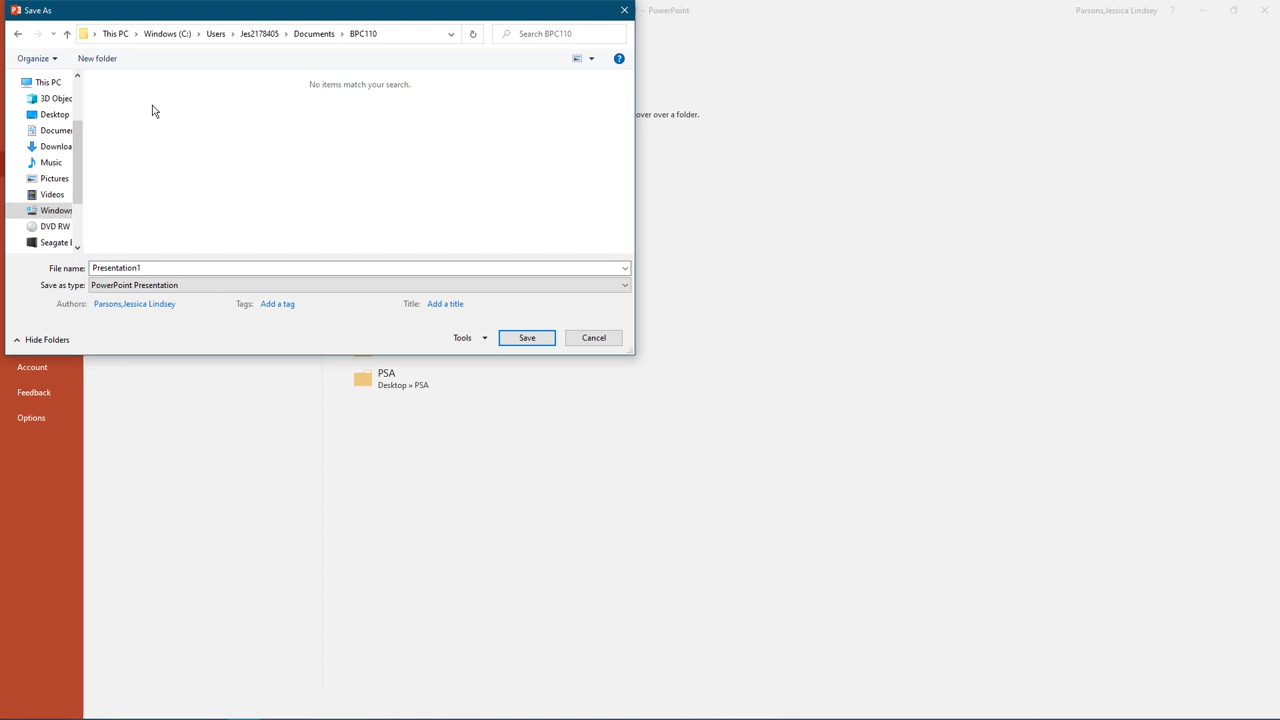 Save As
- PowerPoint
Parsons,Jessica Lindsey
?
> This PC > Windows (C:) > Users > Jes2178405 > Documents > BPC110
Search BPC110
Organize
New folder
?
This PC
3D Objec
Desktop
Docume
Downloa
Music
Pictures
Videos
Windows
DVD RW
Seagate
No items match your search.
over over a folder.
File name: Presentation1
Save as type: PowerPoint Presentation
Authors: Parsons,Jessica Lindsey
Tags: Add a tag
Title: Add a title
Hide Folders
Tools
Save
Cancel
Account
Feedback
Options
PSA
Desktop » PSA